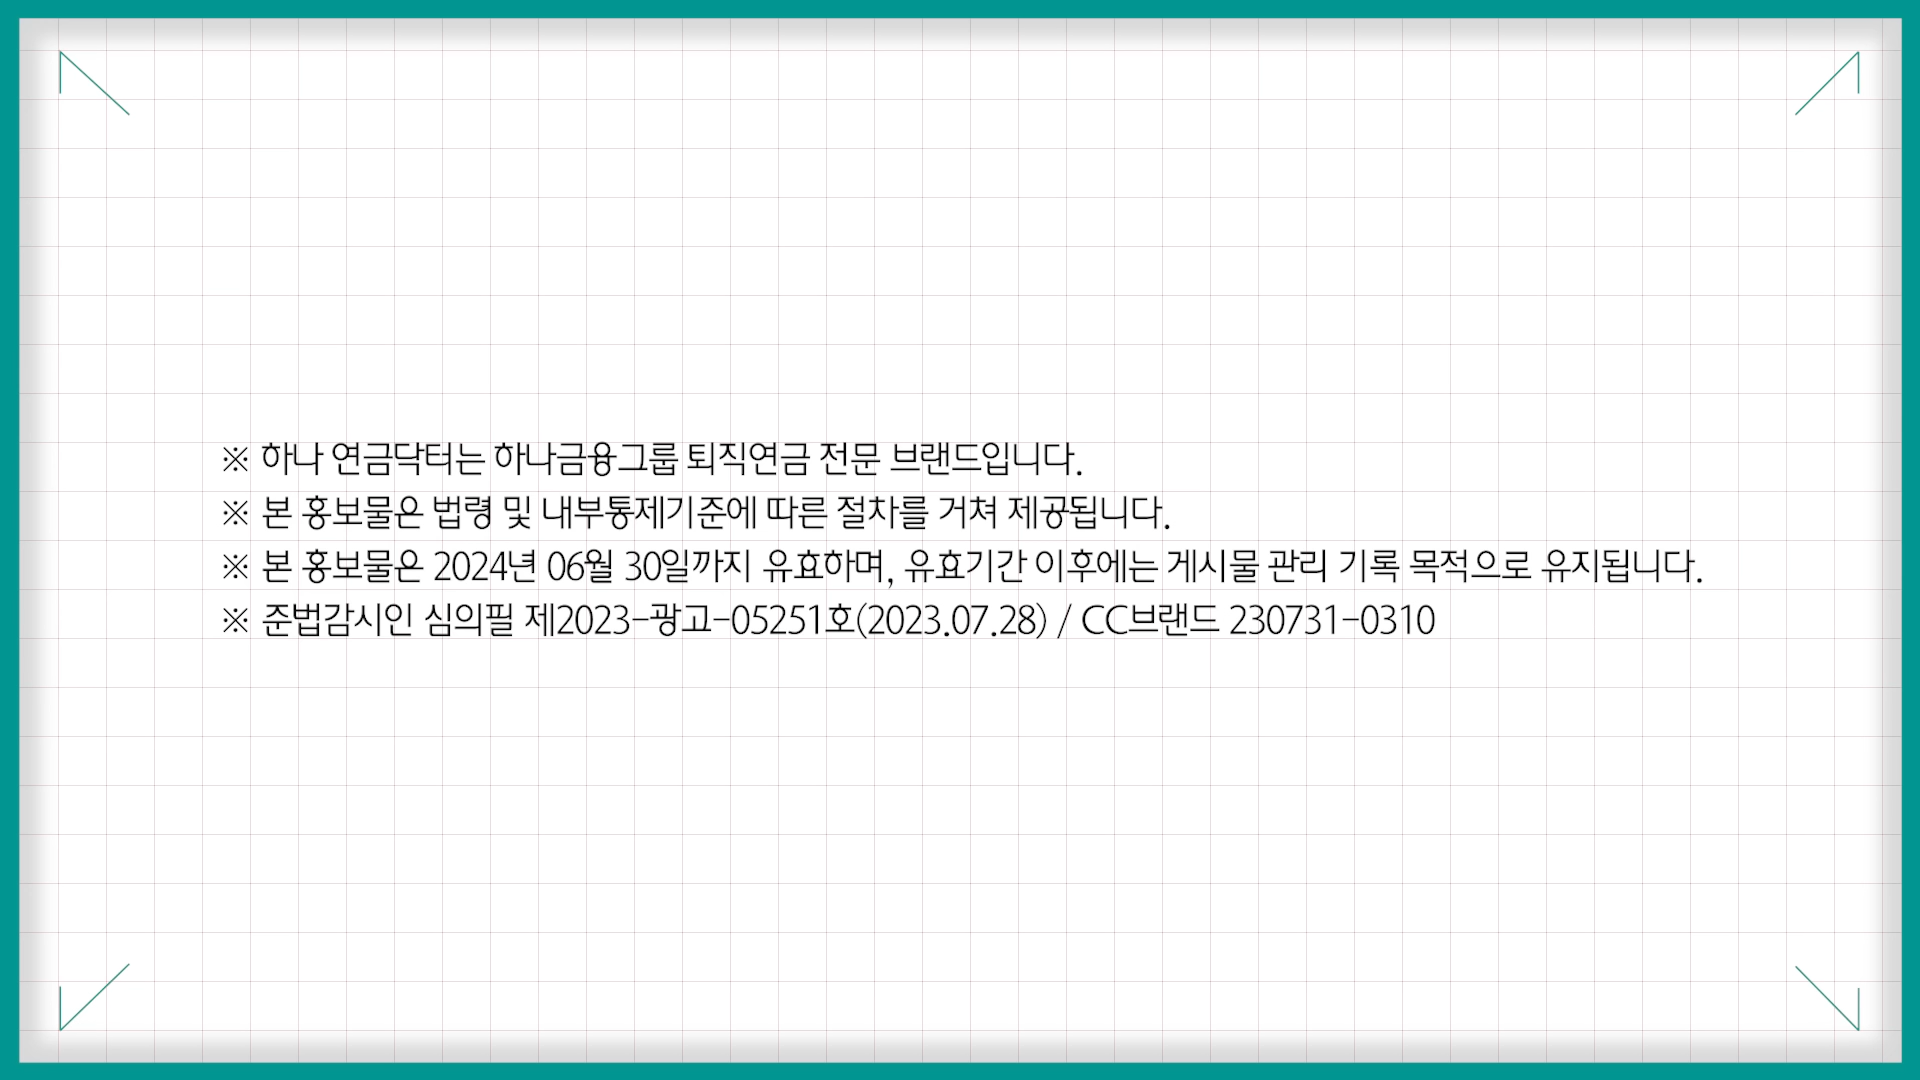 ※ 하나 연금닥터는 하나금융그룹 퇴직연금 전문 브랜드입니다.
※ 본 홍보물은 법령 및 내부통제기준에 따른 절차를 거쳐 제공됩니다.
※ 본 홍보물은 2024년 06월 30일까지 유효하며, 유효기간 이후에는 게시물 관리 기록 목적으로 유지됩니다.
※ 준법감시인 심의필 제2023-광고-05251호(2023.07.28) / CC브랜드 230731-0310